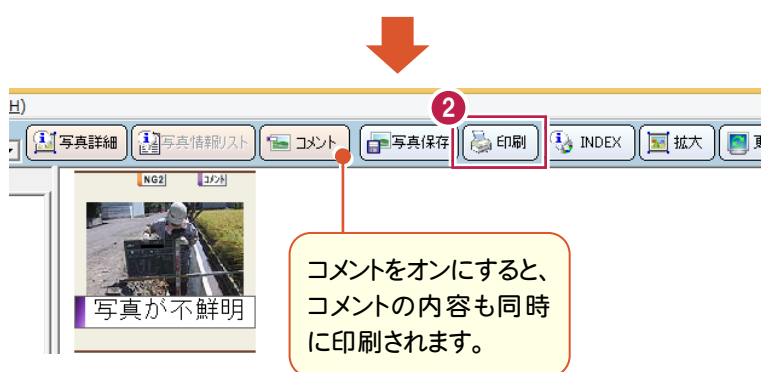 2
H)
写真詳細 写真情報リスト コメント 写真保存 印刷 INDEX 拡大
NG2 コメント
写真が不鮮明
コメントをオンにすると、
コメントの内容も同時
に印刷されます。